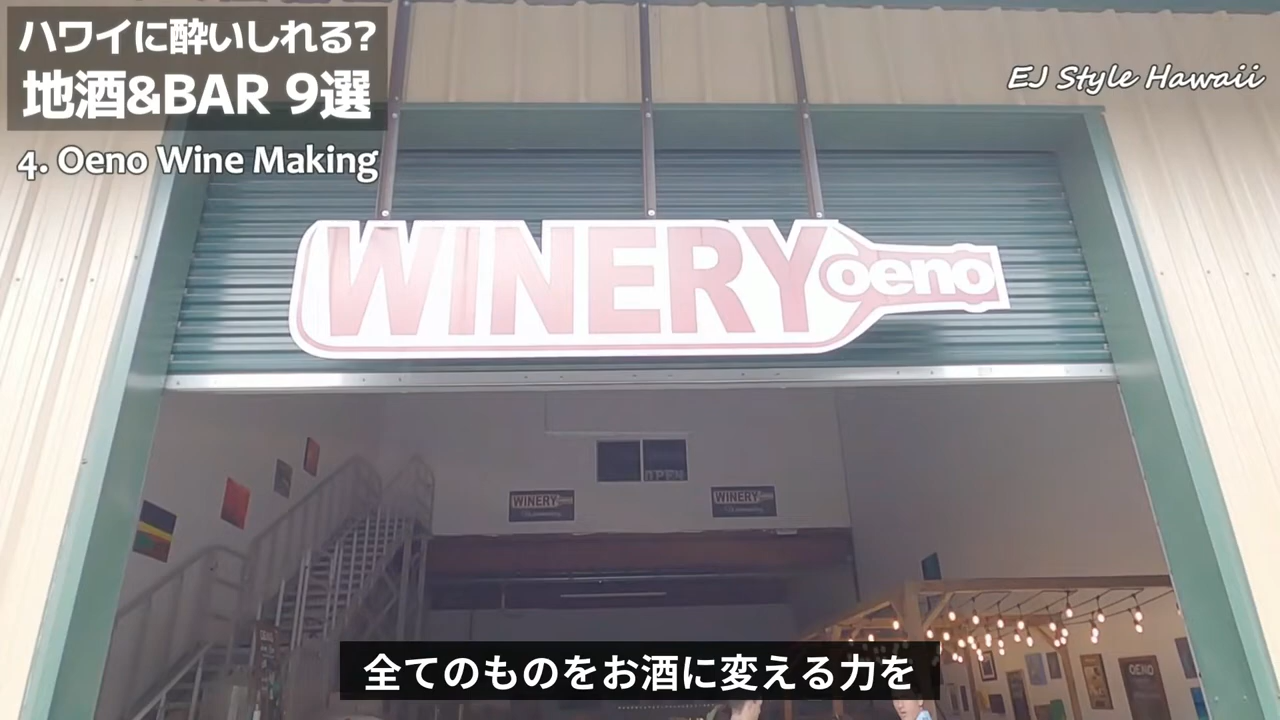 ハワイに酔いしれる?
地酒&BAR 9選
4. Oeno Wine Making
EJ Style Hawaii
WINERY oeno
OPEN
WINERY
WINERY
OENO
全てのものをお酒に変える力を